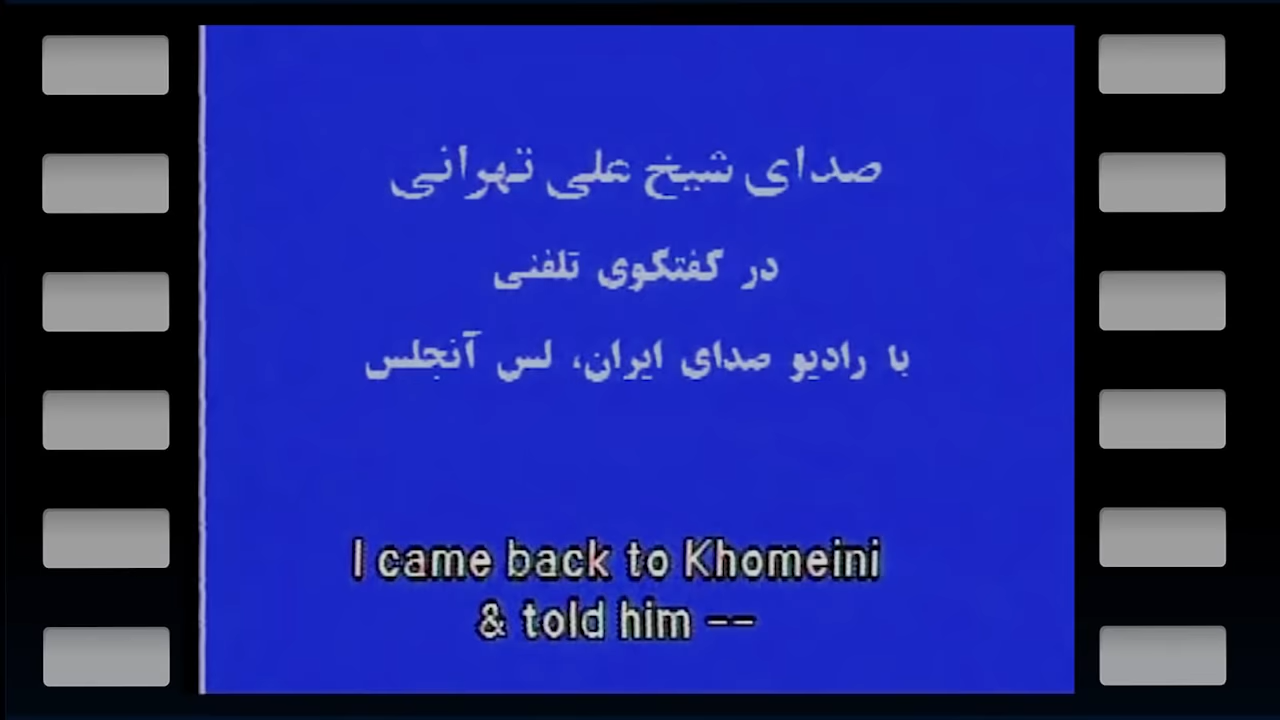 صدای شیخ علی تهرانی
در گفتگوی تلفنی
با رادیو صدای ایران، لس آنجلس
I came back to Khomeini
& told him --